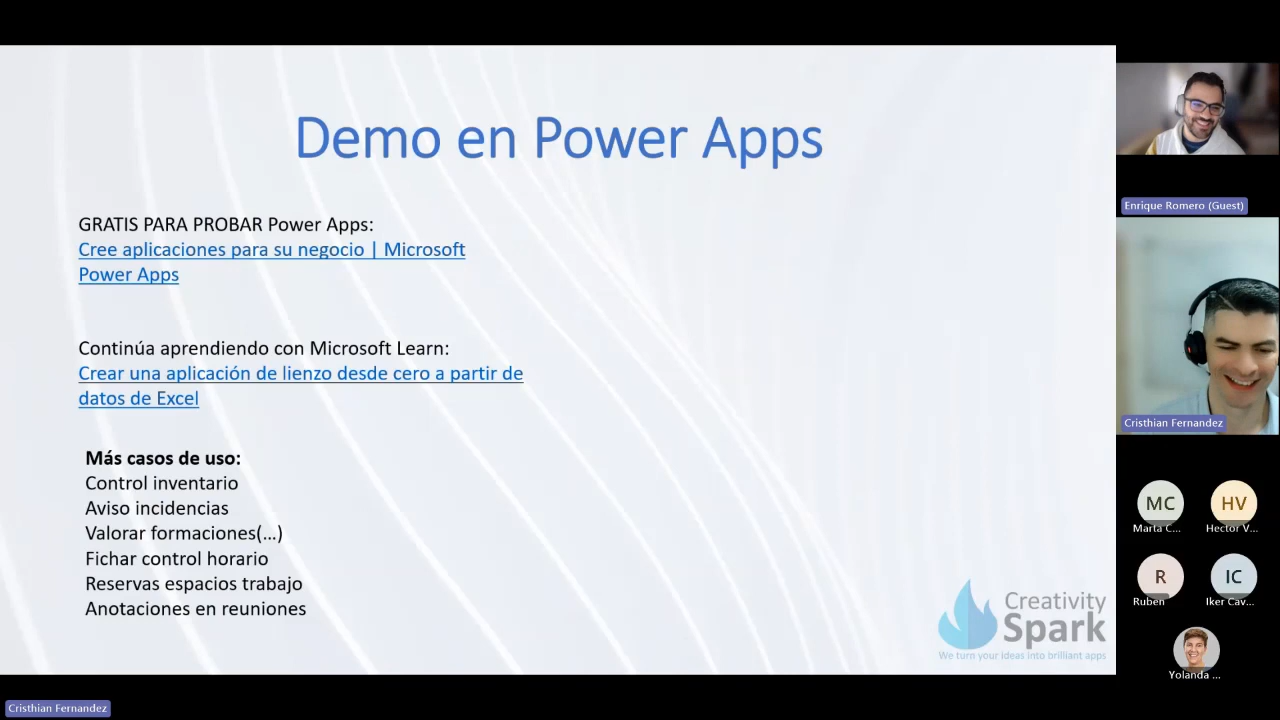 Demo en Power Apps
GRATIS PARA PROBAR Power Apps:
Cree aplicaciones para su negocio | Microsoft
Power Apps
Continúa aprendiendo con Microsoft Learn:
Crear una aplicación de lienzo desde cero a partir de
datos de Excel
Más casos de uso:
Control inventario
Aviso incidencias
Valorar formaciones(...)
Fichar control horario
Reservas espacios trabajo
Anotaciones en reuniones
Creativity
Spark
We turn your ideas into brilliant apps
Enrique Romero (Guest)
Cristhian Fernandez
MC
Marta C...
HV
Hector V...
R
Ruben
IC
Iker Cav...
Yolanda ...
Cristhian Fernandez